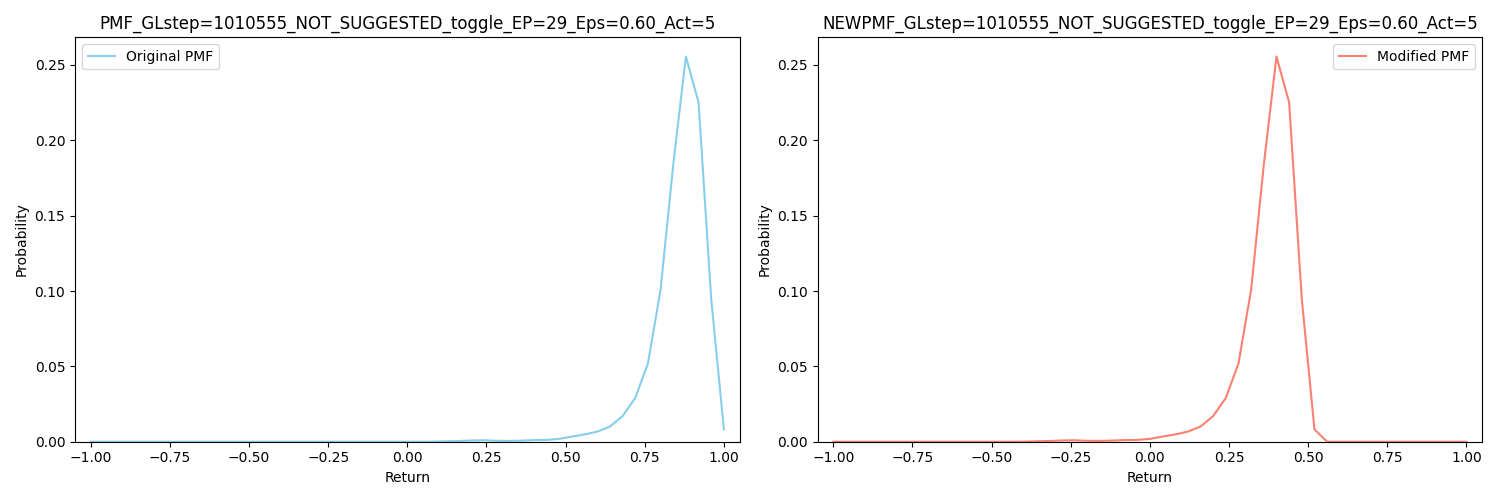 PMF_GLstep=1010555_NOT_SUGGESTED_toggle_EP=29_Eps=0.60_Act=5
Original PMF
0.25
0.20
0.15
0.10
0.05
0.00
Probability
−1.00 −0.75 −0.50 −0.25 0.00 0.25 0.50 0.75 1.00
Return
NEWPMF_GLstep=1010555_NOT_SUGGESTED_toggle_EP=29_Eps=0.60_Act=5
Modified PMF
0.25
0.20
0.15
0.10
0.05
0.00
Probability
−1.00 −0.75 −0.50 −0.25 0.00 0.25 0.50 0.75 1.00
Return